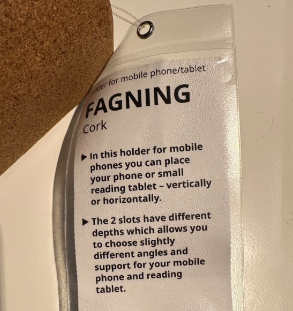 for mobile phone/tablet
FAGNING
Cork
▶ In this holder for mobile
phones you can place
your phone or small
reading tablet – vertically
or horizontally.
▶ The 2 slots have different
depths which allows you
to choose slightly
different angles and
support for your mobile
phone and reading
tablet.